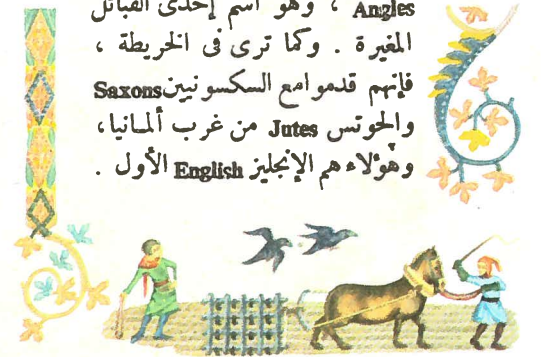 Angles ، وهو اسم إحدى القبائل
المغيرة . وكما ترى فى الخريطة ،
فإنهم قدموا مع السكسونيين Saxons
والحوتس Jutes من غرب ألمانيا،
وهؤلاء هم الإنجليز English الأول .